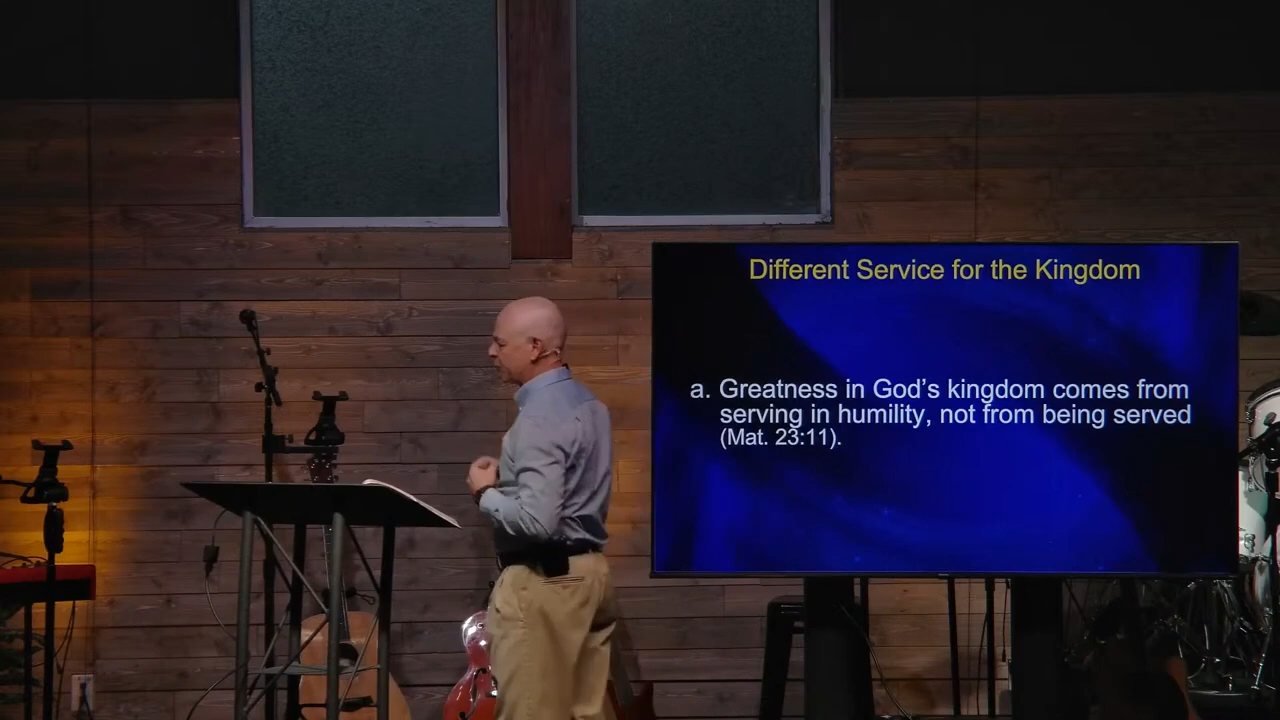 Different Service for the Kingdom
a. Greatness in God's kingdom comes from
serving in humility, not from being served
(Mat. 23:11).